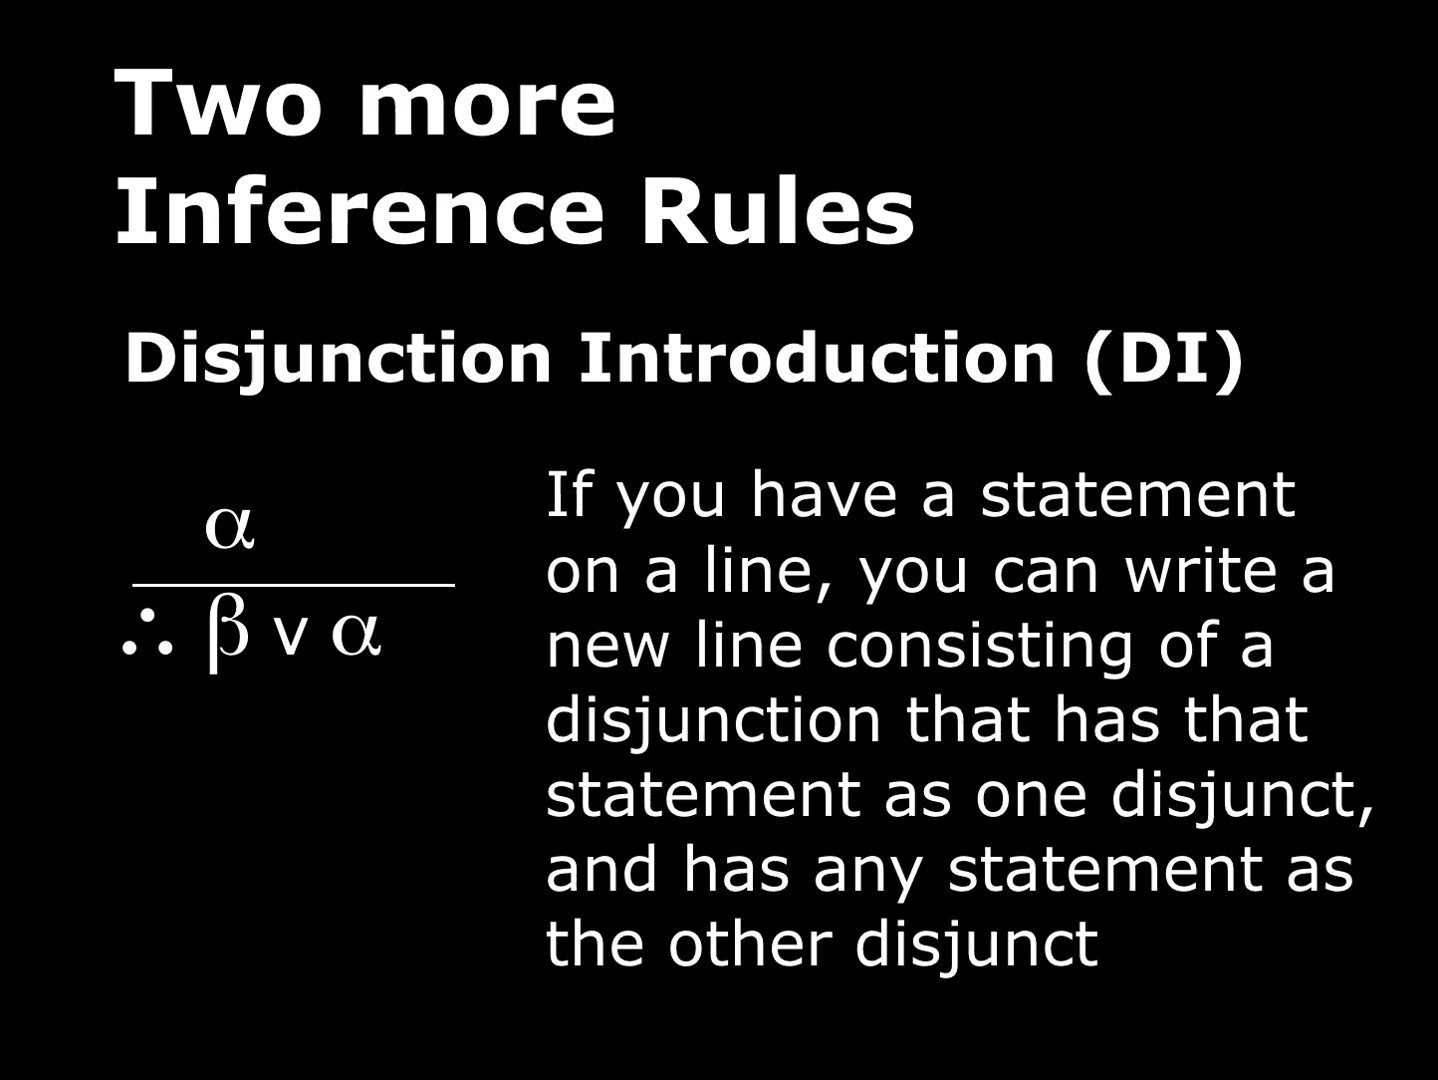 Two more
Inference Rules
Disjunction Introduction (DI)
α
∴ β v α
If you have a statement
on a line, you can write a
new line consisting of a
disjunction that has that
statement as one disjunct,
and has any statement as
the other disjunct